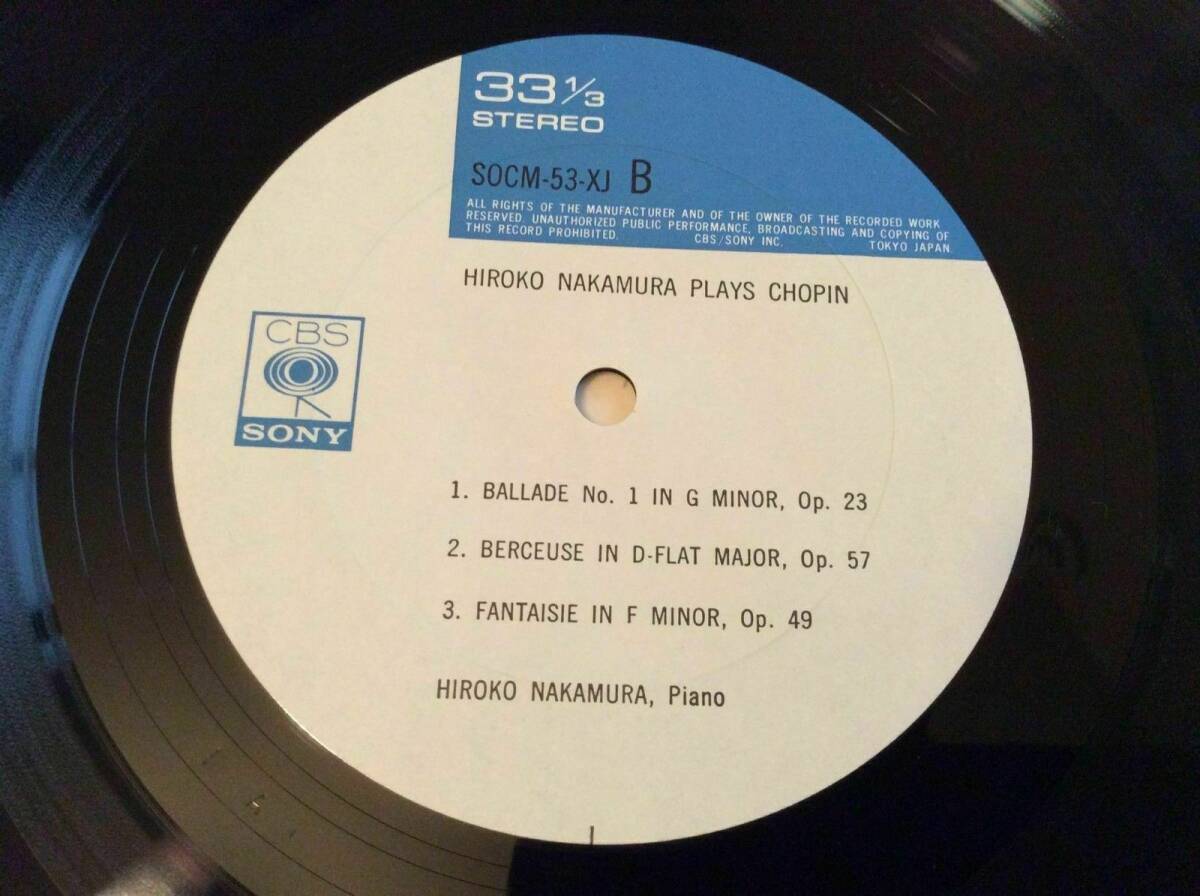 33 1/3
STEREO
SOCM-53-XJ B
ALL RIGHTS OF THE MANUFACTURER AND OF THE OWNER OF THE RECORDED WORK
RESERVED. UNAUTHORIZED PUBLIC PERFORMANCE, BROADCASTING AND COPYING OF
THIS RECORD PROHIBITED. CBS/SONY INC. TOKYO JAPAN.
HIROKO NAKAMURA PLAYS CHOPIN
CBS
SONY
1. BALLADE No. 1 IN G MINOR, Op. 23
2. BERCEUSE IN D-FLAT MAJOR, Op. 57
3. FANTAISIE IN F MINOR, Op. 49
HIROKO NAKAMURA, Piano